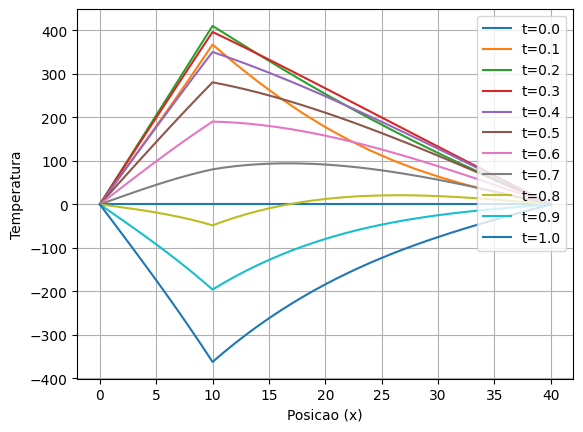 400
300
200
100
0
−100
−200
−300
−400
Temperatura
0
5
10
15
20
25
30
35
40
Posicao (x)
t=0.0
t=0.1
t=0.2
t=0.3
t=0.4
t=0.5
t=0.6
t=0.7
t=0.8
t=0.9
t=1.0